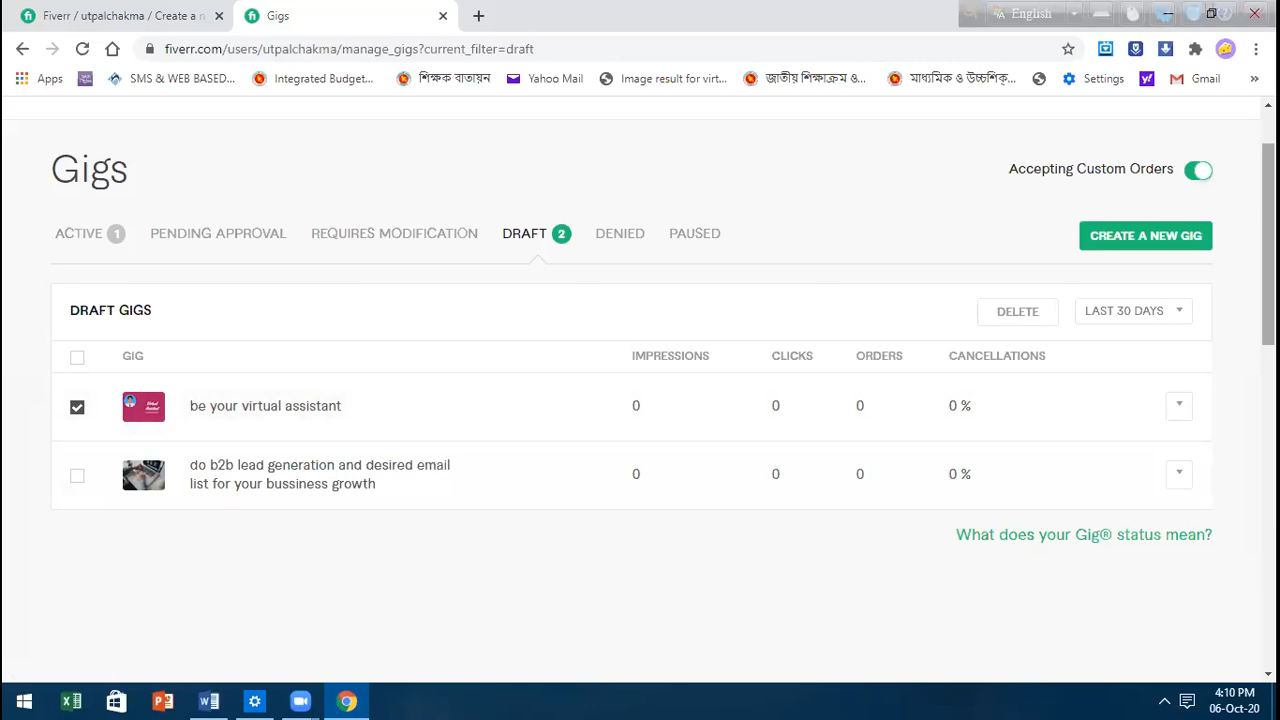 Fiverr / utpalchakma / Create a n
Gigs
English
fiverr.com/users/utpalchakma/manage_gigs?current_filter=draft
Apps
SMS & WEB BASED...
Integrated Budget...
শিক্ষক বাতায়ন
Yahoo Mail
Image result for virt...
জাতীয় শিক্ষাক্রম ও...
মাধ্যমিক ও উচ্চশিক্...
Settings
Gmail
»
Gigs
Accepting Custom Orders
ACTIVE 1
PENDING APPROVAL
REQUIRES MODIFICATION
DRAFT 2
DENIED
PAUSED
CREATE A NEW GIG
DRAFT GIGS
DELETE
LAST 30 DAYS
GIG IMPRESSIONS CLICKS ORDERS CANCELLATIONS
be your virtual assistant 0 0 0 0 %
do b2b lead generation and desired email
list for your bussiness growth
0 0 0 0 %
What does your Gig® status mean?
4:10 PM
06-Oct-20